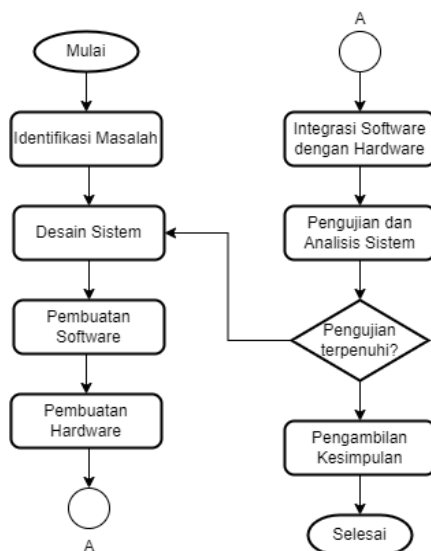 Mulai
Identifikasi Masalah
Desain Sistem
Pembuatan
Software
Pembuatan
Hardware
A
A
Integrasi Software
dengan Hardware
Pengujian dan
Analisis Sistem
Pengujian
terpenuhi?
Pengambilan
Kesimpulan
Selesai